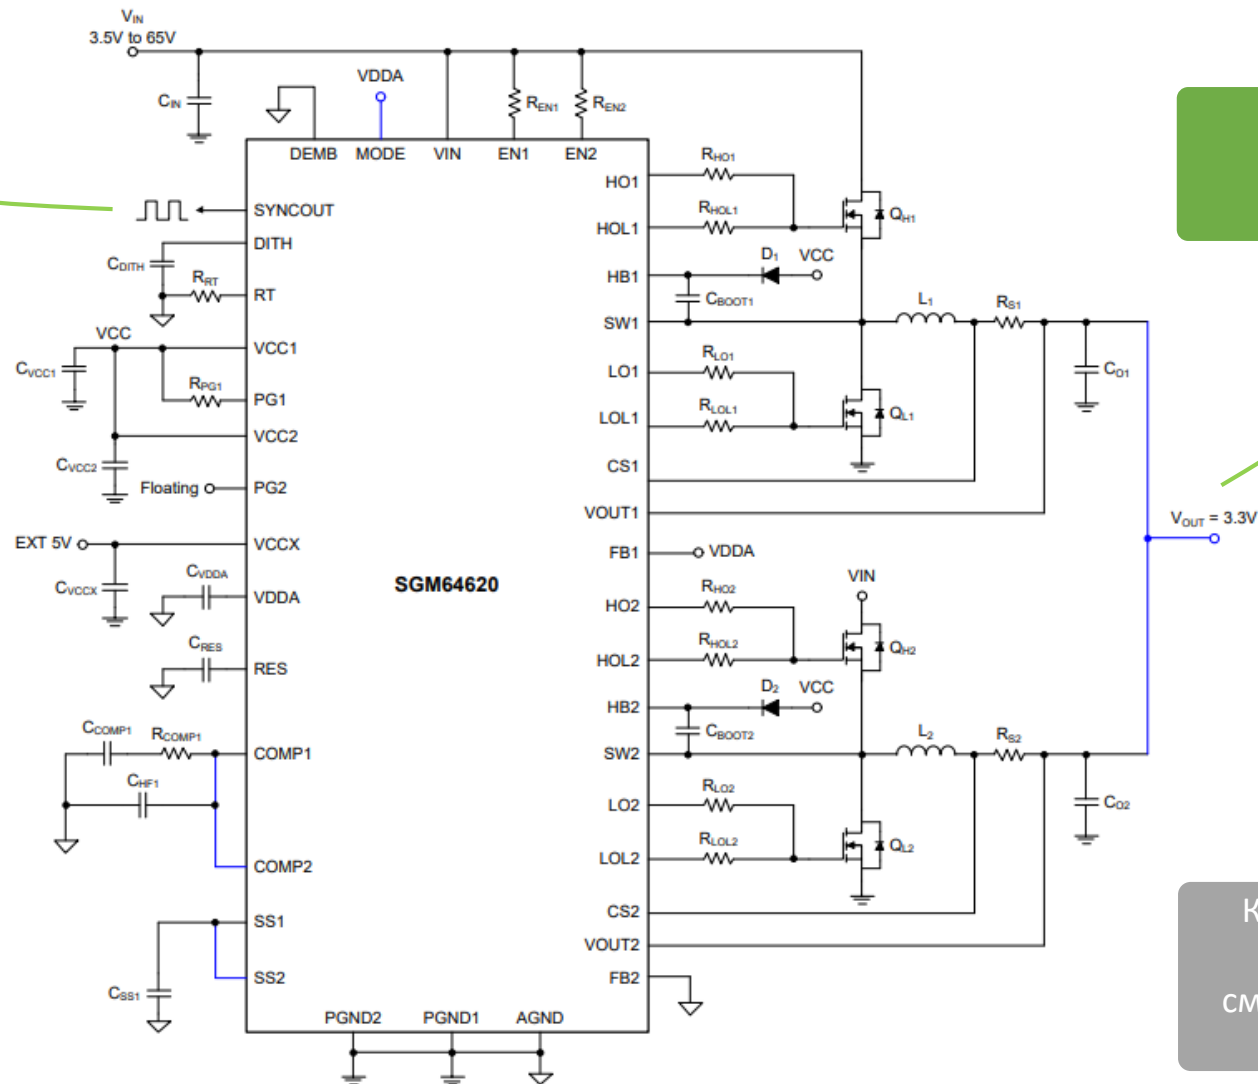 VIN
3.5V to 65V
CIN
VDDA
REN1
REN2
DEMB
MODE
VIN
EN1
EN2
SYNCOUT
DITH
CDITH
RRT
RT
VCC
VCC1
CVCC1
RPG1
PG1
VCC2
CVCC2
Floating
PG2
EXT 5V
VCCX
CVCCX
CVDDA
VDDA
CRES
RES
CCOMP1
RCOMP1
COMP1
CHF1
COMP2
SS1
SS2
CSS1
SGM64620
PGND2
PGND1
AGND
HO1
RHO1
HOL1
RHOL1
QH1
HB1
D1
VCC
CBOOT1
SW1
L1
RS1
LO1
RLO1
CO1
LOL1
RLOL1
QL1
CS1
VOUT1
VOUT = 3.3V
FB1
VDDA
VIN
HO2
RHO2
HOL2
RHOL2
QH2
HB2
D2
VCC
CBOOT2
SW2
L2
RS2
LO2
RLO2
CO2
LOL2
RLOL2
QL2
CS2
VOUT2
FB2